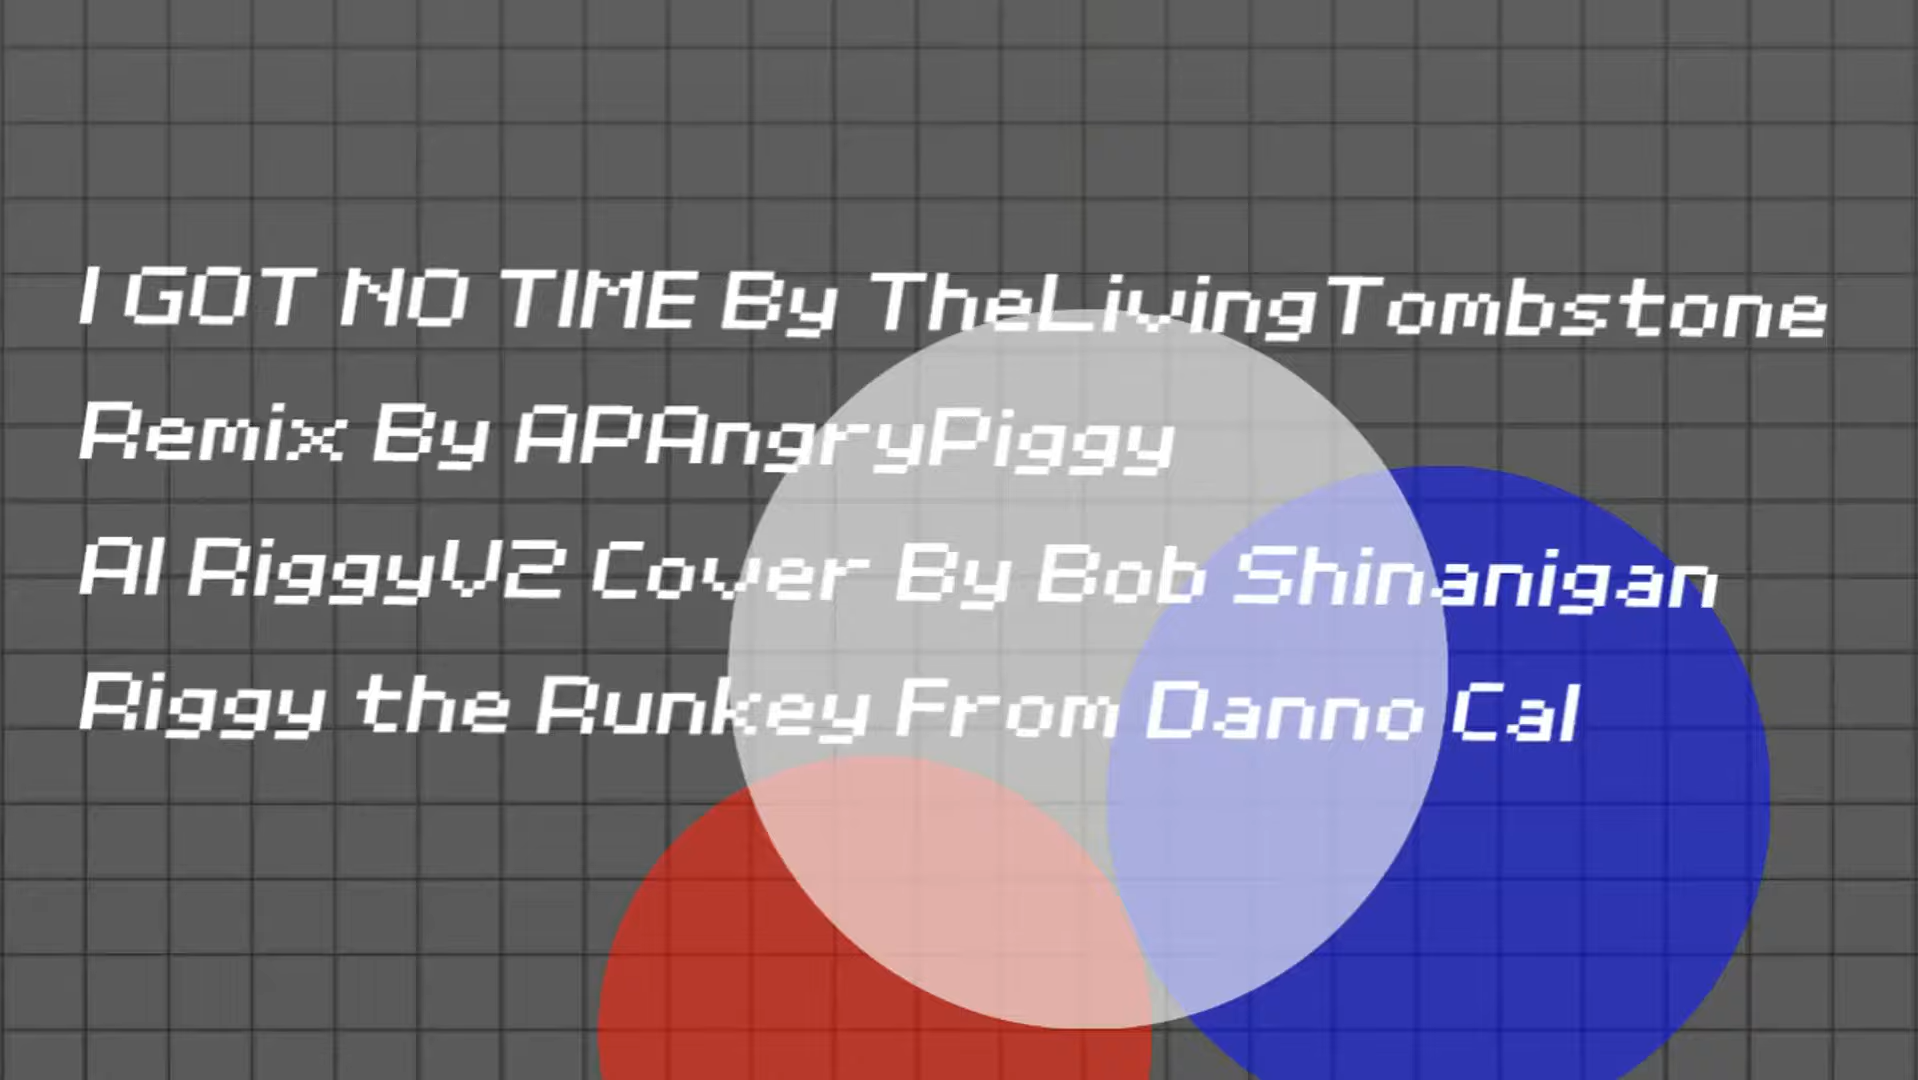 I GOT NO TIME By TheLivingTombstone
Remix By APAngryPiggy
AI RiggyV2 Cover By Bob Shinanigan
Riggy the Runkey From Danno Cal